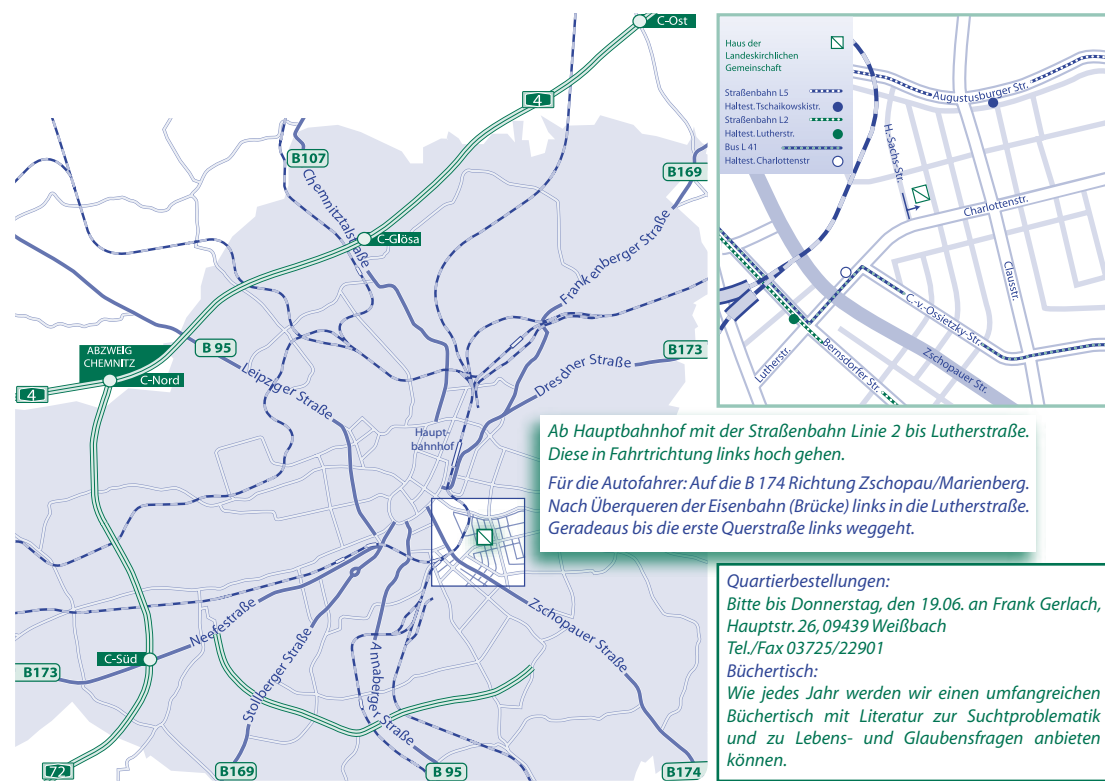 C-Ost
4
B107
B169
Chemnitztalstraße
C-Glösa
Frankenberger Straße
B 95
B173
ABZWEIG
CHEMNITZ
C-Nord
4
Leipziger Straße
Dresdner Straße
Haupt-
bahnhof
Neefestraße
C-Süd
B173
Stollberger Straße
Annaberger Straße
Zschopauer Straße
72
B169
B 95
B174
Haus der
Landeskirchlichen
Gemeinschaft
Straßenbahn L5
Haltest. Tschaikowskistr.
Straßenbahn L2
Haltest. Lutherstr.
Bus L 41
Haltest. Charlottenstr
Augustusburger Str.
H.-Sachs-Str.
Charlottenstr.
Clausstr.
C.-v.-Ossietzky-Str.
Lutherstr.
Bernsdorfer Str.
Zschopauer Str.
Ab Hauptbahnhof mit der Straßenbahn Linie 2 bis Lutherstraße.
Diese in Fahrtrichtung links hoch gehen.
Für die Autofahrer: Auf die B 174 Richtung Zschopau/Marienberg.
Nach Überqueren der Eisenbahn (Brücke) links in die Lutherstraße.
Geradeaus bis die erste Querstraße links weggeht.
Quartierbestellungen:
Bitte bis Donnerstag, den 19.06. an Frank Gerlach,
Hauptstr. 26, 09439 Weißbach
Tel./Fax 03725/22901
Büchertisch:
Wie jedes Jahr werden wir einen umfangreichen
Büchertisch mit Literatur zur Suchtproblematik
und zu Lebens- und Glaubensfragen anbieten
können.